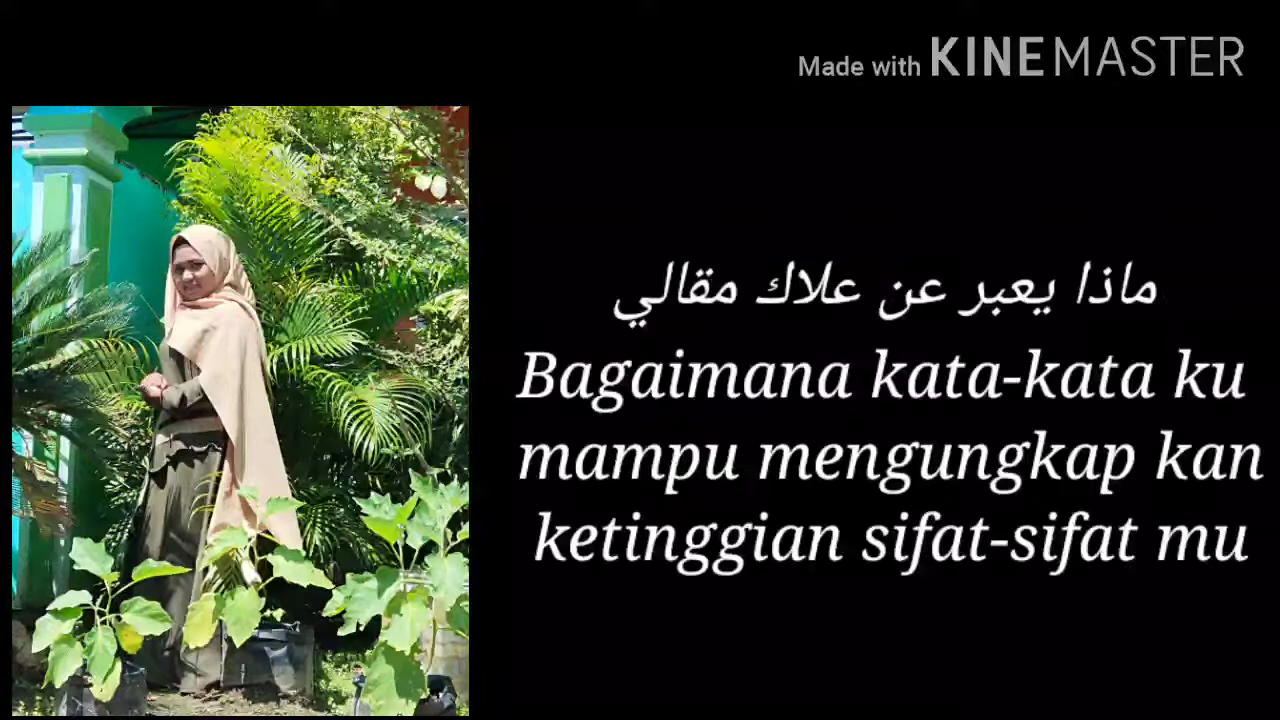 Made with KINEMASTER
ماذا يعبر عن علاك مقالي
Bagaimana kata-kata ku
mampu mengungkap kan
ketinggian sifat-sifat mu